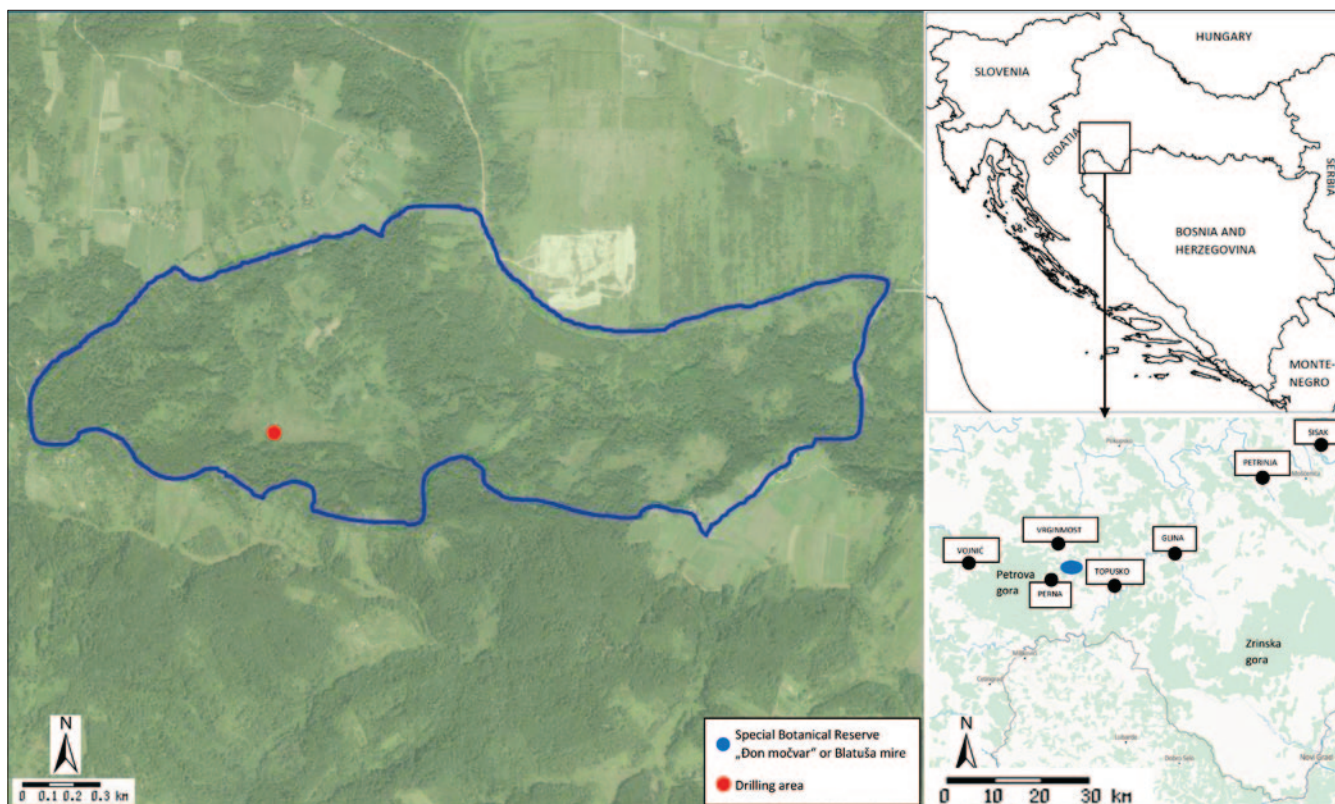 N
0 0.1 0.2 0.3 km
Special Botanical Reserve
„Đon močvar" or Blatuša mire
Drilling area
HUNGARY
SLOVENIA
CROATIA
SERBIA
BOSNIA AND
HERZEGOVINA
MONTE-
NEGRO
SISAK
PETRINJA
VRGINMOST
GLINA
VOJNIĆ
Petrova
gora
TOPUSKO
PERNA
Zrinska
gora
Novi Grad
N
0 10 20 30 km